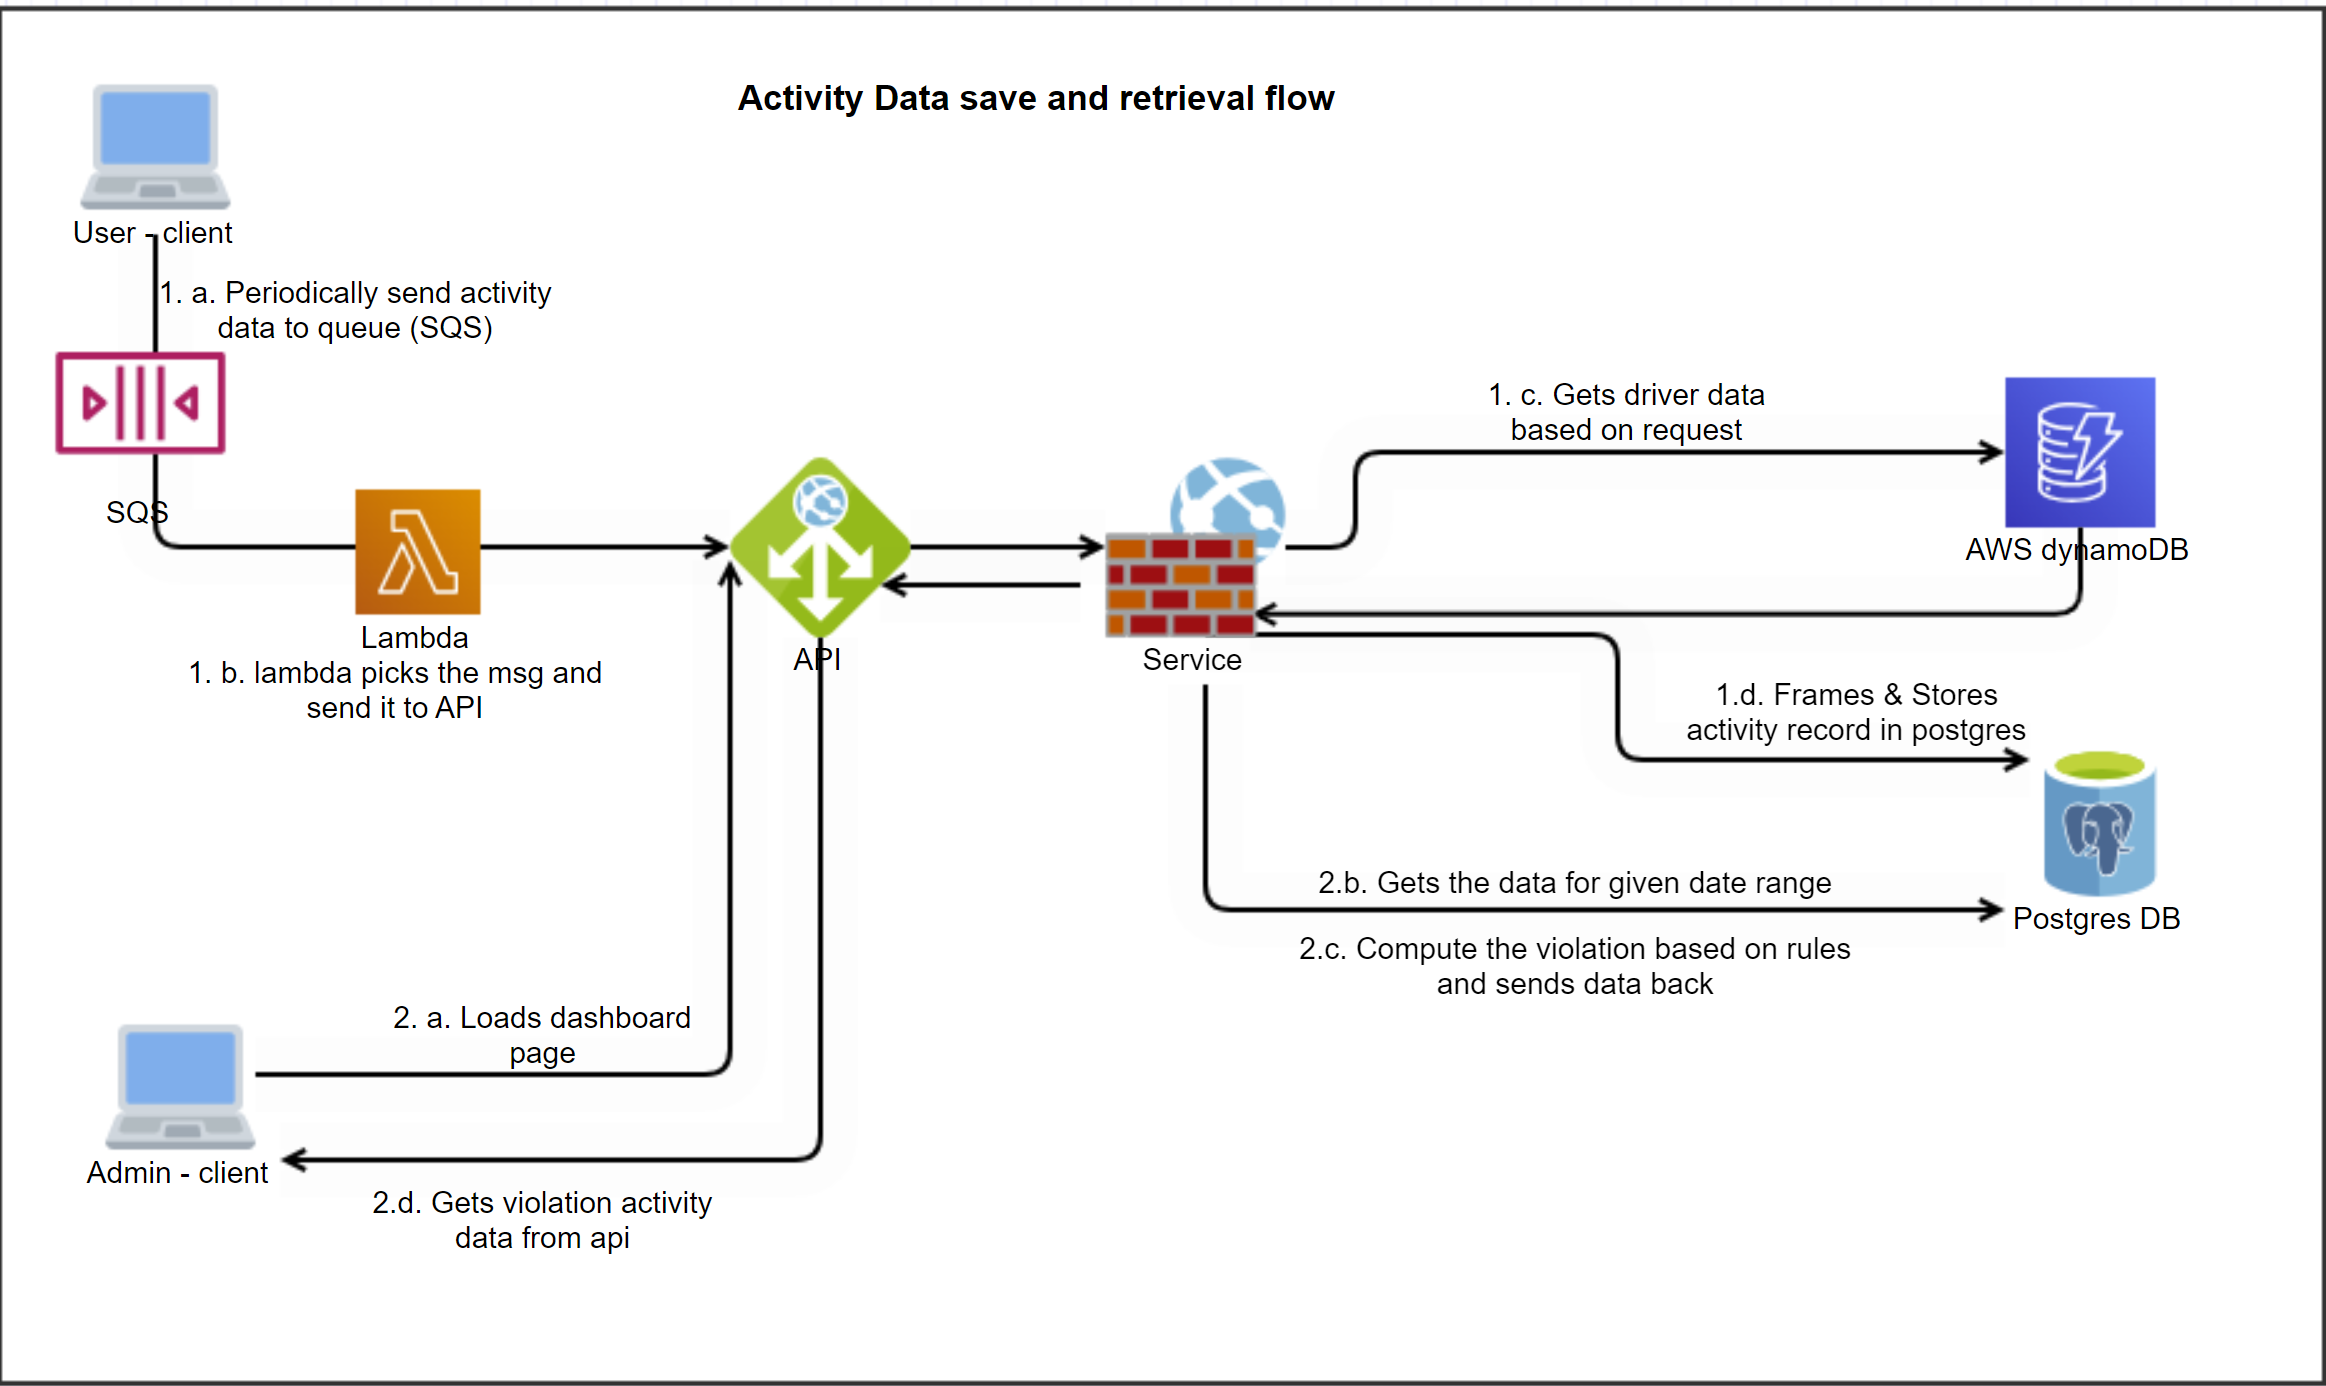 Activity Data save and retrieval flow
User - client
1. a. Periodically send activity
data to queue (SQS)
SQS
Lambda
1. b. lambda picks the msg and
send it to API
API
Service
1. c. Gets driver data
based on request
AWS dynamoDB
1.d. Frames & Stores
activity record in postgres
Postgres DB
2.b. Gets the data for given date range
2.c. Compute the violation based on rules
and sends data back
2. a. Loads dashboard
page
Admin - client
2.d. Gets violation activity
data from api